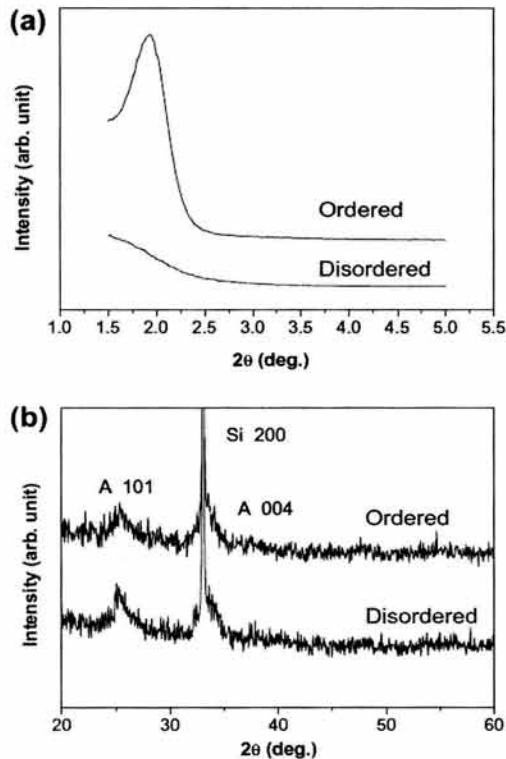 (a)
Intensity (arb. unit)
Ordered
Disordered
1.0 1.5 2.0 2.5 3.0 3.5 4.0 4.5 5.0 5.5
2θ (deg.)
(b)
Intensity (arb. unit)
Si 200
A 101
A 004
Ordered
Disordered
20 30 40 50 60
2θ (deg.)